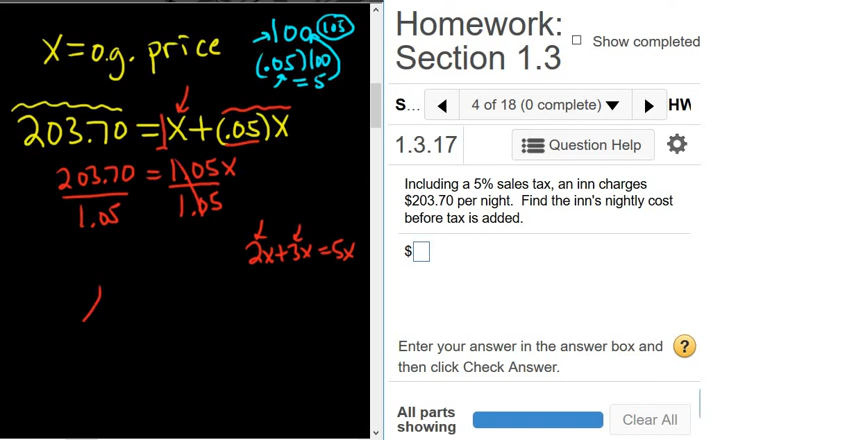 X = o.g. price
100 105
(.05)100
= 5
203.70 = 1X + (.05)X
203.70 = 1.05X
1.05 1.05
2x + 3x = 5x
Homework:
Section 1.3
Show completed
S... 4 of 18 (0 complete) HW
1.3.17 Question Help
Including a 5% sales tax, an inn charges
$203.70 per night. Find the inn's nightly cost
before tax is added.
$
Enter your answer in the answer box and
then click Check Answer.
?
All parts
showing
Clear All